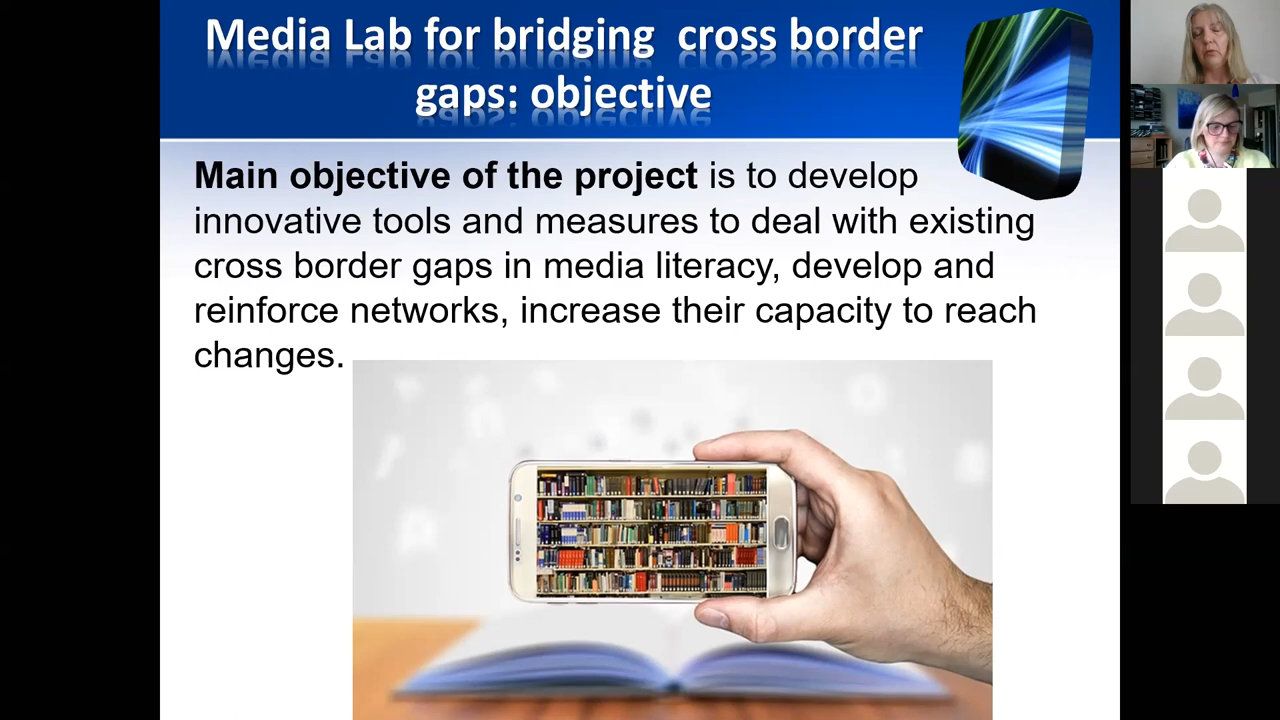 Media Lab for bridging  cross border
gaps: objective
Main objective of the project is to develop
innovative tools and measures to deal with existing
cross border gaps in media literacy, develop and
reinforce networks, increase their capacity to reach
changes.